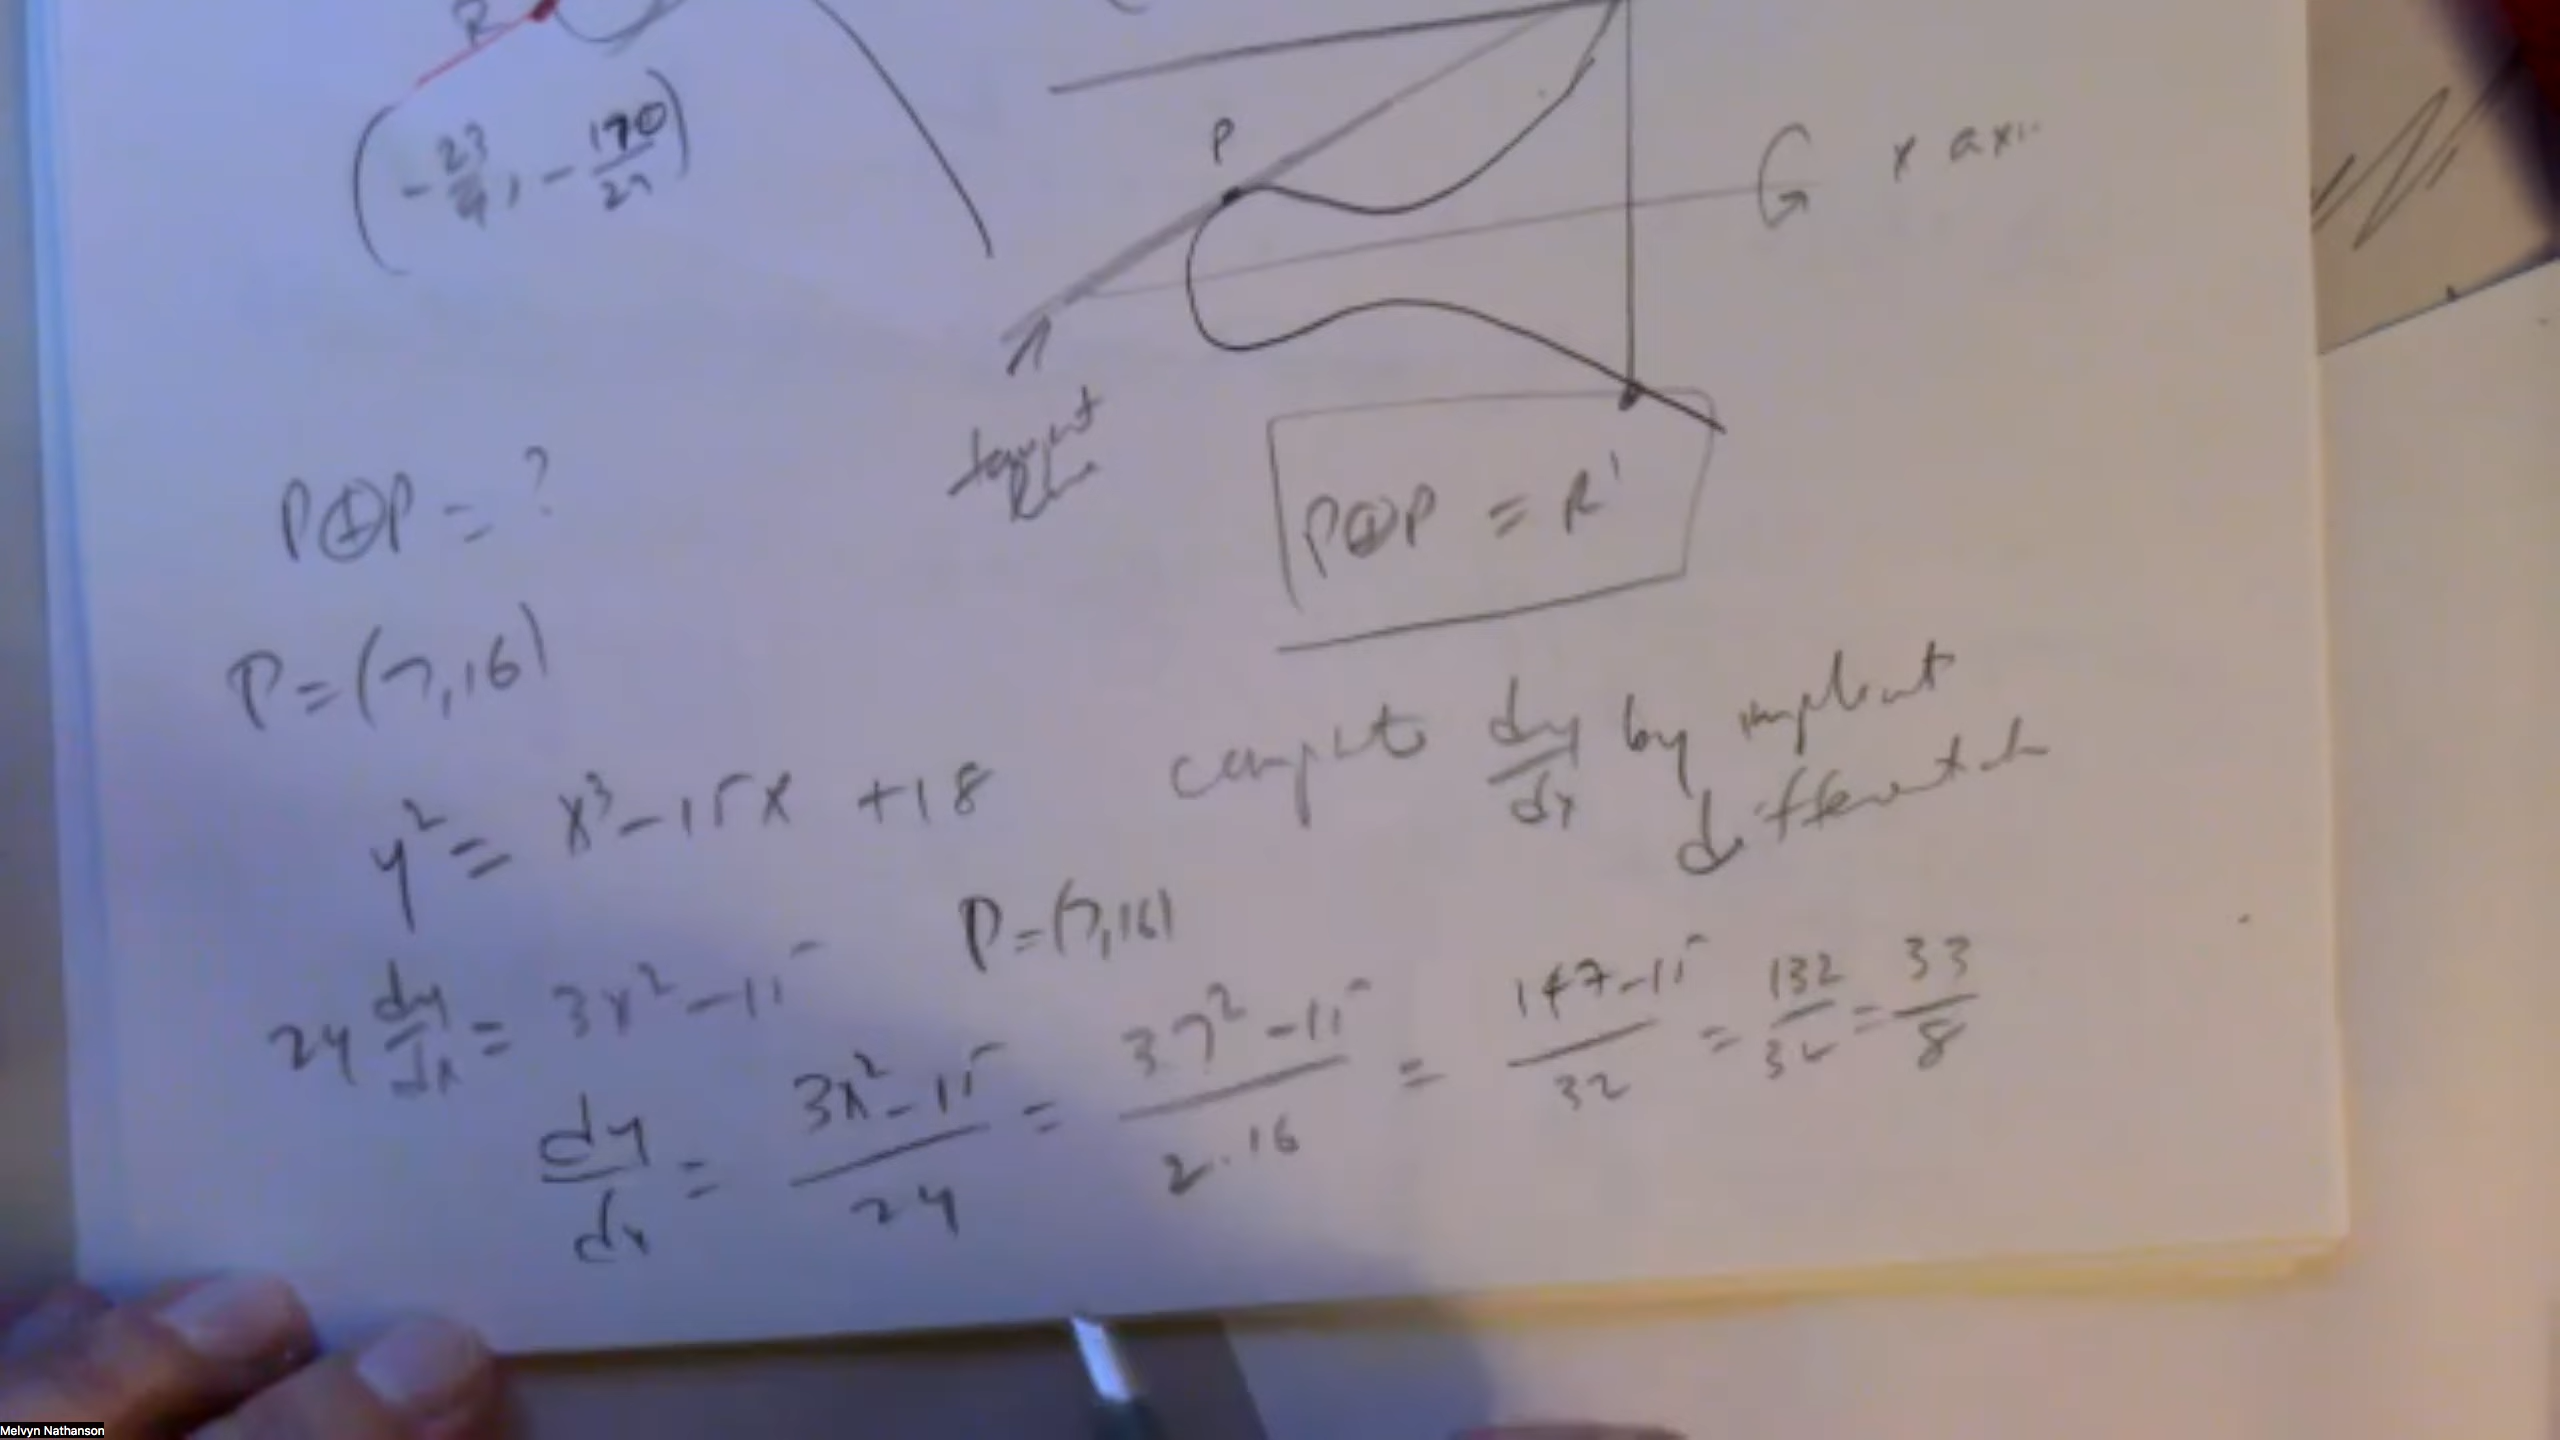 R
(-23/9, -170/27)
P
x axis
tangent
line
P⊕P = ?
P⊕P = R'
P=(7,16)
y² = x³-15x +18
compute dy/dx by implicit
differentiation
P=(7,16)
2y dy/dx = 3x²-15
dy/dx = (3x²-15)/2y = (3·7²-15)/(2·16) = (147-15)/32 = 132/32 = 33/8
Melvyn Nathanson